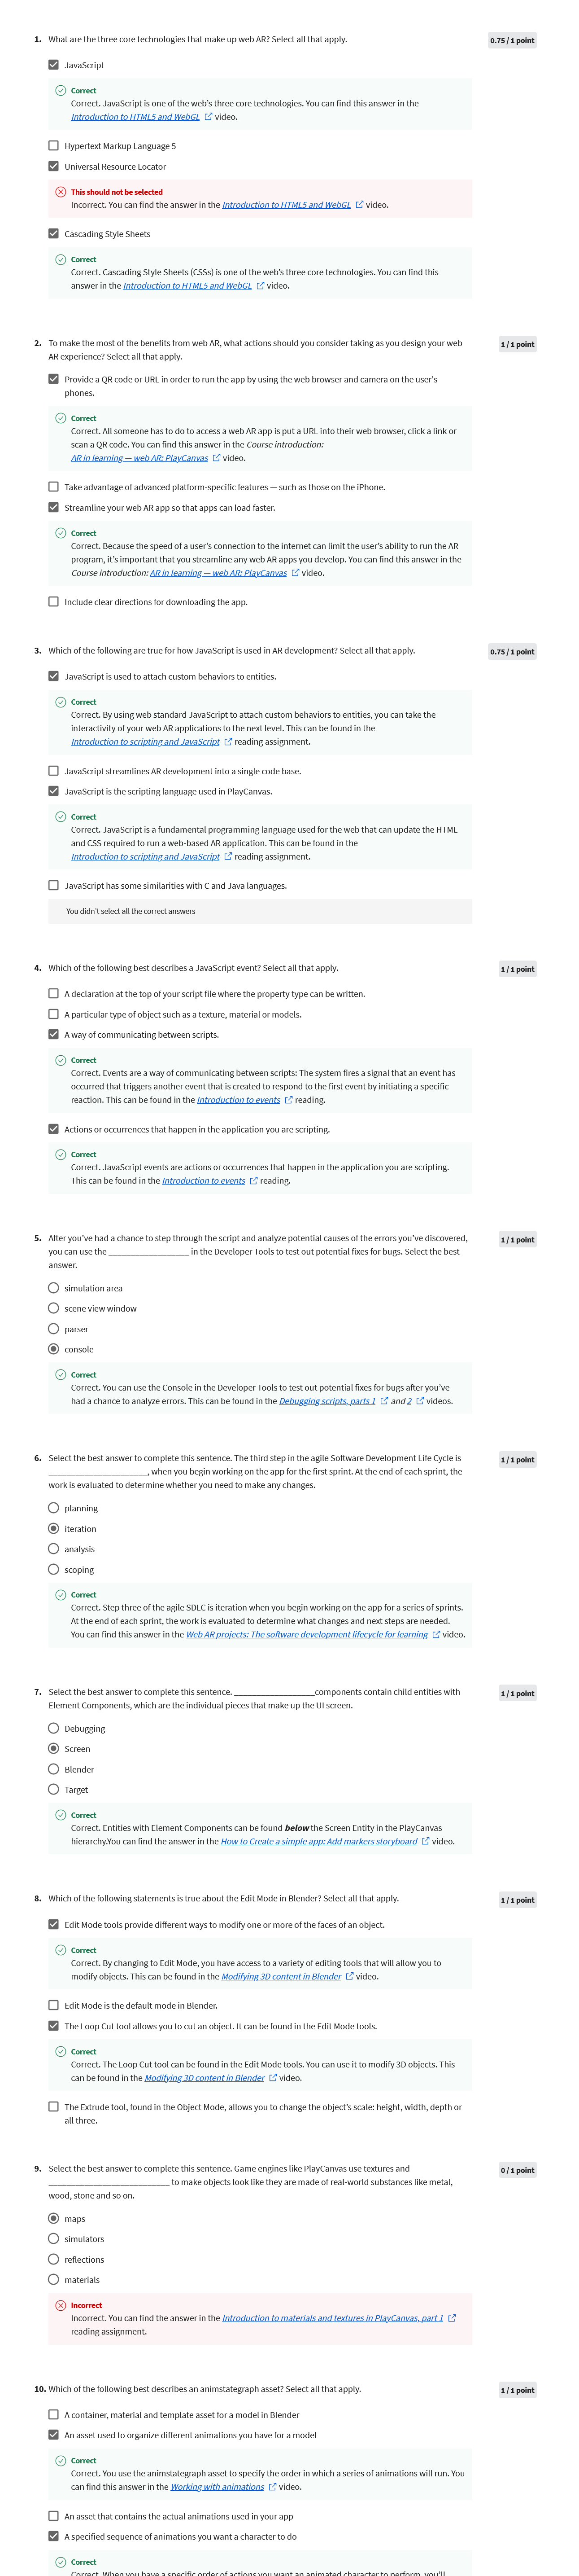 1. What are the three core technologies that make up web AR? Select all that apply.
0.75 / 1 point
JavaScript
Correct
Correct. JavaScript is one of the web's three core technologies. You can find this answer in the
Introduction to HTML5 and WebGL video.
Hypertext Markup Language 5
Universal Resource Locator
This should not be selected
Incorrect. You can find the answer in the Introduction to HTML5 and WebGL video.
Cascading Style Sheets
Correct
Correct. Cascading Style Sheets (CSSs) is one of the web's three core technologies. You can find this
answer in the Introduction to HTML5 and WebGL video.
2. To make the most of the benefits from web AR, what actions should you consider taking as you design your web
AR experience? Select all that apply.
1 / 1 point
Provide a QR code or URL in order to run the app by using the web browser and camera on the user's
phones.
Correct
Correct. All someone has to do to access a web AR app is put a URL into their web browser, click a link or
scan a QR code. You can find this answer in the Course introduction:
AR in learning — web AR: PlayCanvas video.
Take advantage of advanced platform-specific features — such as those on the iPhone.
Streamline your web AR app so that apps can load faster.
Correct
Correct. Because the speed of a user's connection to the internet can limit the user's ability to run the AR
program, it's important that you streamline any web AR apps you develop. You can find this answer in the
Course introduction: AR in learning — web AR: PlayCanvas video.
Include clear directions for downloading the app.
3. Which of the following are true for how JavaScript is used in AR development? Select all that apply.
0.75 / 1 point
JavaScript is used to attach custom behaviors to entities.
Correct
Correct. By using web standard JavaScript to attach custom behaviors to entities, you can take the
interactivity of your web AR applications to the next level. This can be found in the
Introduction to scripting and JavaScript reading assignment.
JavaScript streamlines AR development into a single code base.
JavaScript is the scripting language used in PlayCanvas.
Correct
Correct. JavaScript is a fundamental programming language used for the web that can update the HTML
and CSS required to run a web-based AR application. This can be found in the
Introduction to scripting and JavaScript reading assignment.
JavaScript has some similarities with C and Java languages.
You didn't select all the correct answers
4. Which of the following best describes a JavaScript event? Select all that apply.
1 / 1 point
A declaration at the top of your script file where the property type can be written.
A particular type of object such as a texture, material or models.
A way of communicating between scripts.
Correct
Correct. Events are a way of communicating between scripts: The system fires a signal that an event has
occurred that triggers another event that is created to respond to the first event by initiating a specific
reaction. This can be found in the Introduction to events reading.
Actions or occurrences that happen in the application you are scripting.
Correct
Correct. JavaScript events are actions or occurrences that happen in the application you are scripting.
This can be found in the Introduction to events reading.
5. After you've had a chance to step through the script and analyze potential causes of the errors you've discovered,
you can use the __________________ in the Developer Tools to test out potential fixes for bugs. Select the best
answer.
1 / 1 point
simulation area
scene view window
parser
console
Correct
Correct. You can use the Console in the Developer Tools to test out potential fixes for bugs after you've
had a chance to analyze errors. This can be found in the Debugging scripts, parts 1 and 2 videos.
6. Select the best answer to complete this sentence. The third step in the agile Software Development Life Cycle is
______________________, when you begin working on the app for the first sprint. At the end of each sprint, the
work is evaluated to determine whether you need to make any changes.
1 / 1 point
planning
iteration
analysis
scoping
Correct
Correct. Step three of the agile SDLC is iteration when you begin working on the app for a series of sprints.
At the end of each sprint, the work is evaluated to determine what changes and next steps are needed.
You can find this answer in the Web AR projects: The software development lifecycle for learning video.
7. Select the best answer to complete this sentence. __________________components contain child entities with
Element Components, which are the individual pieces that make up the UI screen.
1 / 1 point
Debugging
Screen
Blender
Target
Correct
Correct. Entities with Element Components can be found below the Screen Entity in the PlayCanvas
hierarchy.You can find the answer in the How to Create a simple app: Add markers storyboard video.
8. Which of the following statements is true about the Edit Mode in Blender? Select all that apply.
1 / 1 point
Edit Mode tools provide different ways to modify one or more of the faces of an object.
Correct
Correct. By changing to Edit Mode, you have access to a variety of editing tools that will allow you to
modify objects. This can be found in the Modifying 3D content in Blender video.
Edit Mode is the default mode in Blender.
The Loop Cut tool allows you to cut an object. It can be found in the Edit Mode tools.
Correct
Correct. The Loop Cut tool can be found in the Edit Mode tools. You can use it to modify 3D objects. This
can be found in the Modifying 3D content in Blender video.
The Extrude tool, found in the Object Mode, allows you to change the object's scale: height, width, depth or
all three.
9. Select the best answer to complete this sentence. Game engines like PlayCanvas use textures and
___________________________ to make objects look like they are made of real-world substances like metal,
wood, stone and so on.
0 / 1 point
maps
simulators
reflections
materials
Incorrect
Incorrect. You can find the answer in the Introduction to materials and textures in PlayCanvas, part 1
reading assignment.
10. Which of the following best describes an animstategraph asset? Select all that apply.
1 / 1 point
A container, material and template asset for a model in Blender
An asset used to organize different animations you have for a model
Correct
Correct. You use the animstategraph asset to specify the order in which a series of animations will run. You
can find this answer in the Working with animations video.
An asset that contains the actual animations used in your app
A specified sequence of animations you want a character to do
Correct
Correct. When you have a specific order of actions you want an animated character to perform, you'll